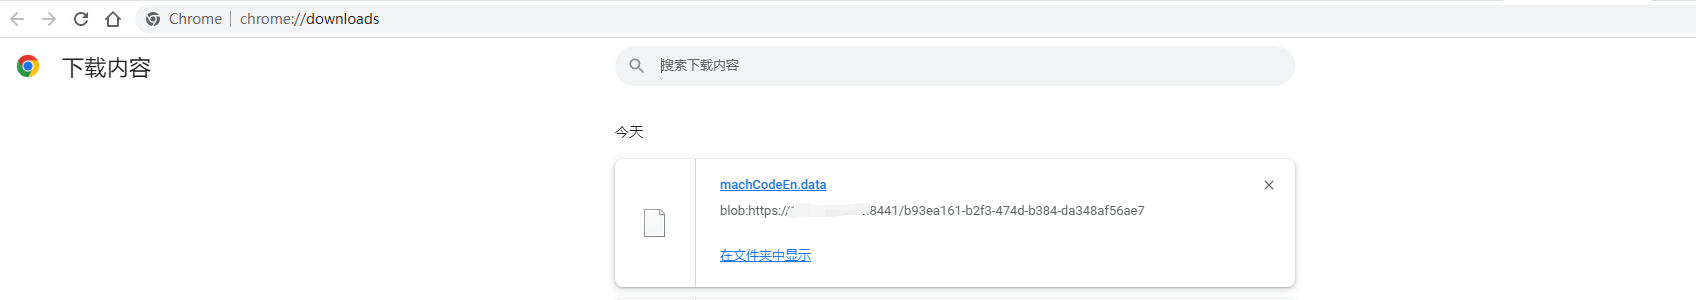 Chrome | chrome://downloads
下载内容
搜索下载内容
今天
machCodeEn.data
blob:https:// :8441/b93ea161-b2f3-474d-b384-da348af56ae7
在文件夹中显示